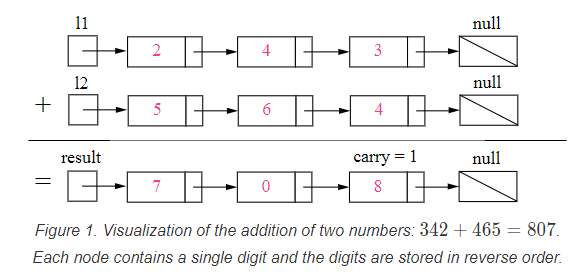 l1 null
2 4 3
l2 null
+ 5 6 4
result carry = 1 null
= 7 0 8
Figure 1. Visualization of the addition of two numbers: 342 + 465 = 807.
Each node contains a single digit and the digits are stored in reverse order.